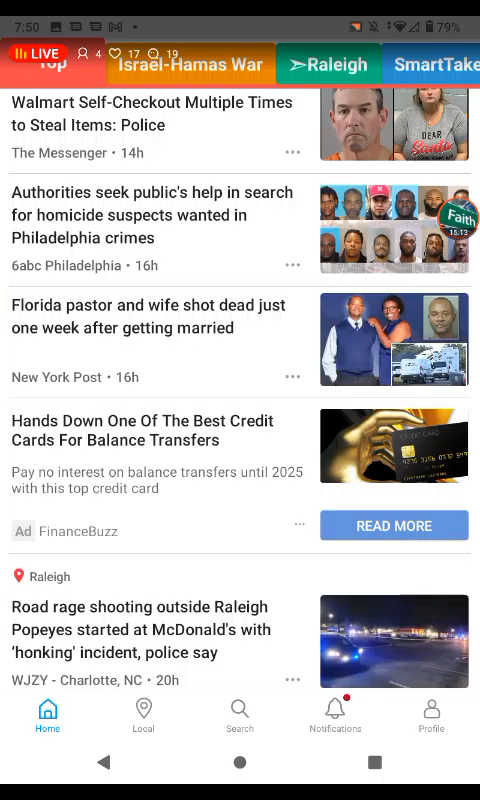 7:50
79%
LIVE 4 17 19
Top Israel-Hamas War Raleigh SmartTake
Walmart Self-Checkout Multiple Times
to Steal Items: Police
The Messenger • 14h
DEAR
Santa
Authorities seek public's help in search
for homicide suspects wanted in
Philadelphia crimes
6abc Philadelphia • 16h
Faith
15:13
Florida pastor and wife shot dead just
one week after getting married
New York Post • 16h
Hands Down One Of The Best Credit
Cards For Balance Transfers
Pay no interest on balance transfers until 2025
with this top credit card
Ad FinanceBuzz
READ MORE
Raleigh
Road rage shooting outside Raleigh
Popeyes started at McDonald's with
‘honking' incident, police say
WJZY - Charlotte, NC • 20h
Home Local Search Notifications Profile